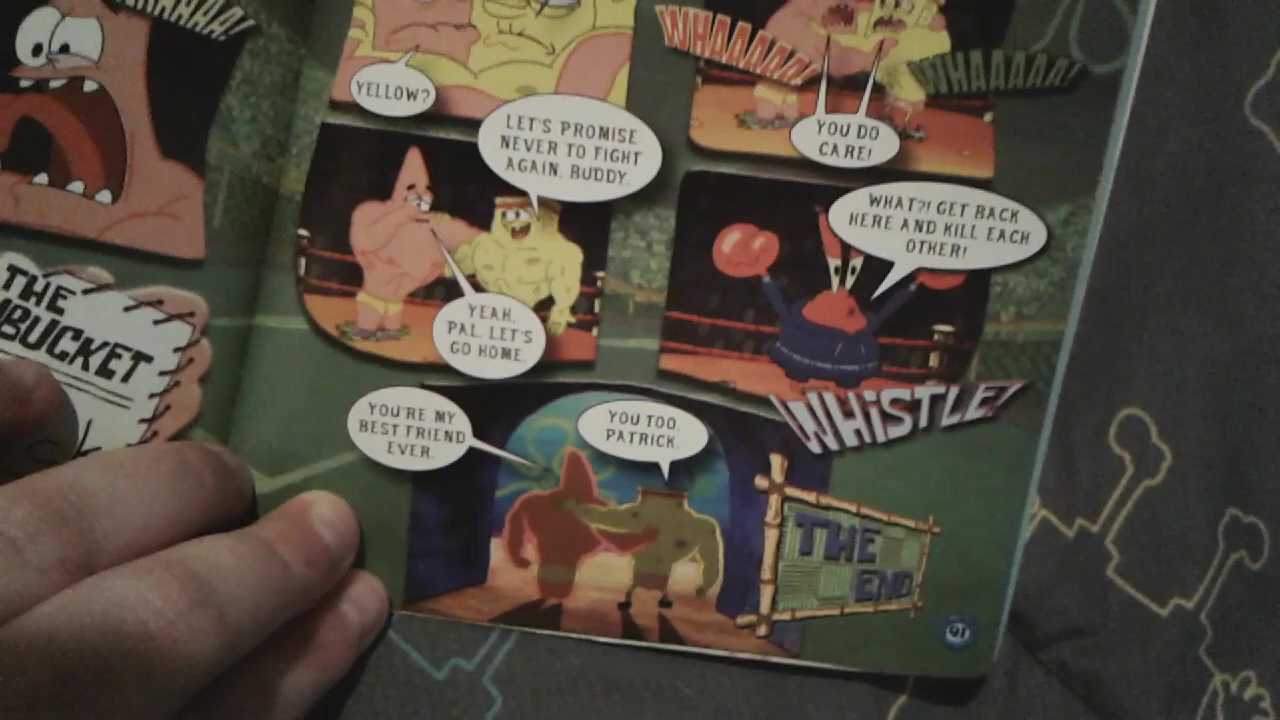 THE
BUCKET
YELLOW?
WHAAAAA!
WHAAAAAA!
YOU DO
CARE!
LET'S PROMISE
NEVER TO FIGHT
AGAIN, BUDDY.
YEAH,
PAL. LET'S
GO HOME.
WHAT?! GET BACK
HERE AND KILL EACH
OTHER!
WHISTLE!
YOU'RE MY
BEST FRIEND
EVER.
YOU TOO,
PATRICK.
THE
END
91